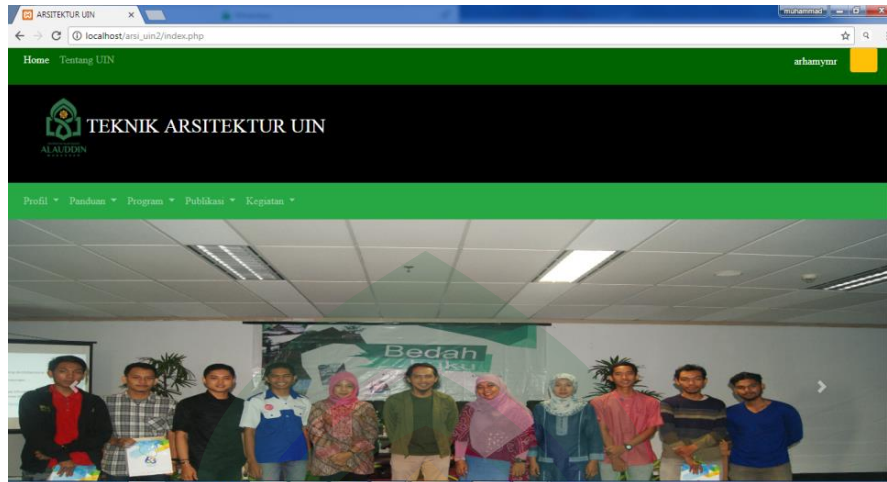 ARSITEKTUR UIN
muhammad
localhost/arsi_uin2/index.php
Home Tentang UIN
arhamymr
TEKNIK ARSITEKTUR UIN
ALAUDDIN
Profil Panduan Program Publikasi Kegiatan
Bedah
Buku